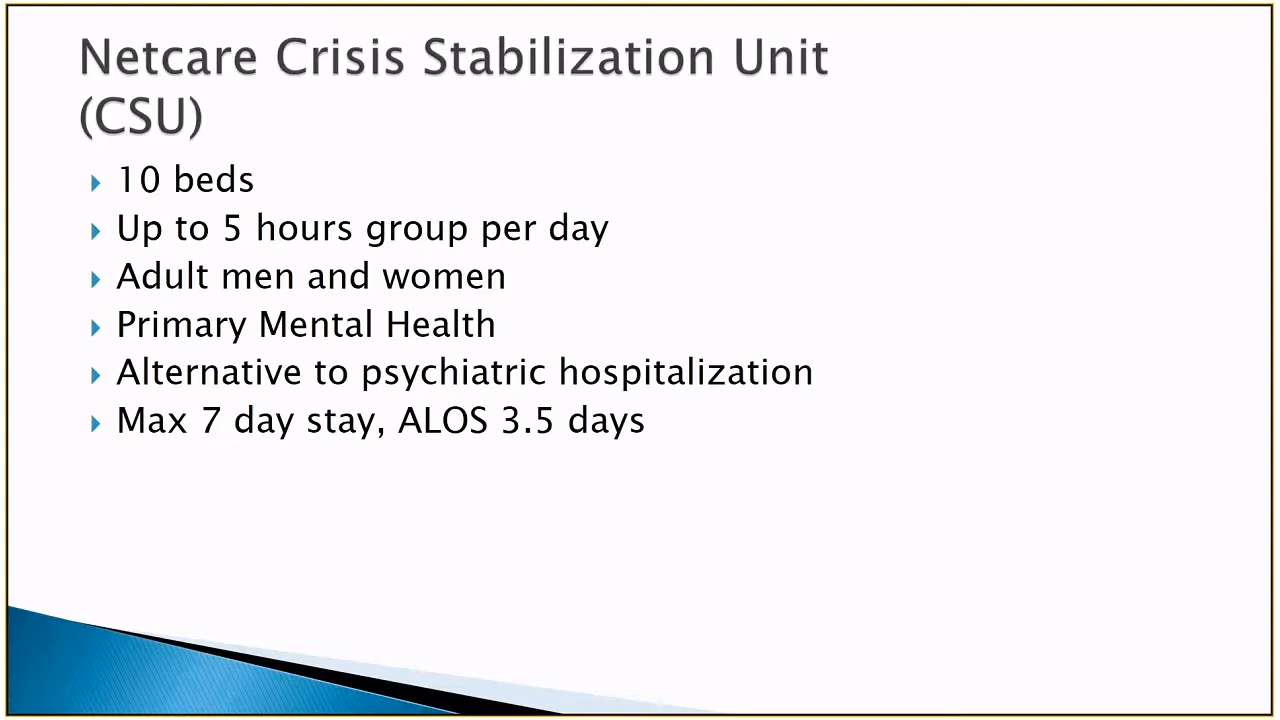 Netcare Crisis Stabilization Unit
(CSU)
10 beds
Up to 5 hours group per day
Adult men and women
Primary Mental Health
Alternative to psychiatric hospitalization
Max 7 day stay, ALOS 3.5 days